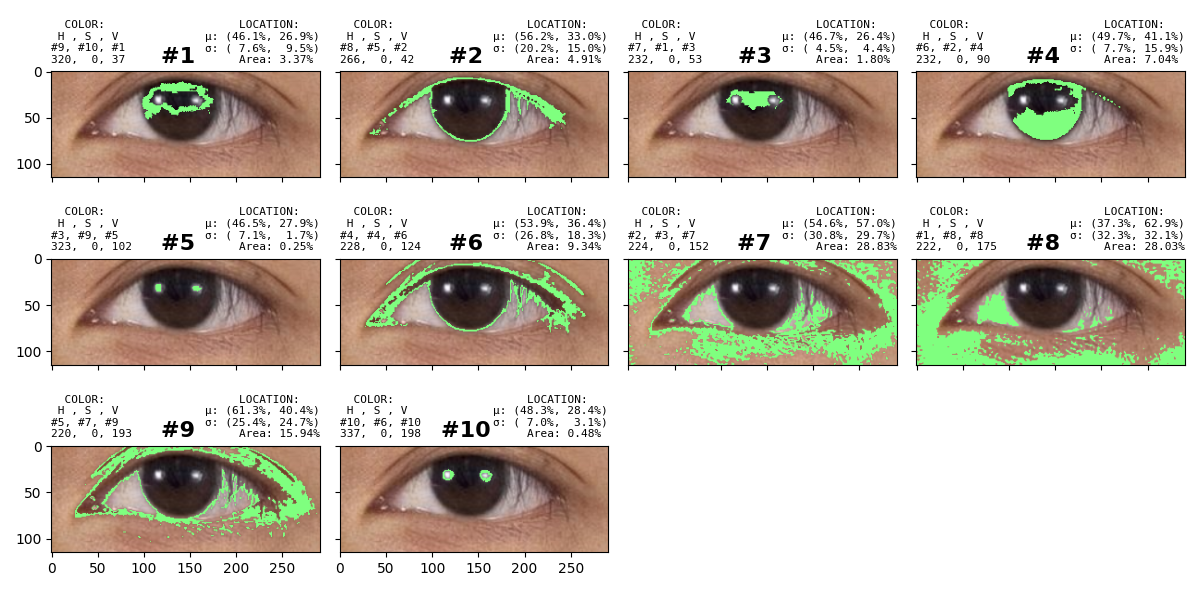 COLOR: LOCATION:
H , S , V μ: (46.1%, 26.9%)
#9, #10, #1 σ: ( 7.6%, 9.5%)
320, 0, 37 #1 Area: 3.37%
COLOR: LOCATION:
H , S , V μ: (56.2%, 33.0%)
#8, #5, #2 σ: (20.2%, 15.0%)
266, 0, 42 #2 Area: 4.91%
COLOR: LOCATION:
H , S , V μ: (46.7%, 26.4%)
#7, #1, #3 σ: ( 4.5%, 4.4%)
232, 0, 53 #3 Area: 1.80%
COLOR: LOCATION:
H , S , V μ: (49.7%, 41.1%)
#6, #2, #4 σ: ( 7.7%, 15.9%)
232, 0, 90 #4 Area: 7.04%
0
50
100
COLOR: LOCATION:
H , S , V μ: (46.5%, 27.9%)
#3, #9, #5 σ: ( 7.1%, 1.7%)
323, 0, 102 #5 Area: 0.25%
COLOR: LOCATION:
H , S , V μ: (53.9%, 36.4%)
#4, #4, #6 σ: (26.8%, 18.3%)
228, 0, 124 #6 Area: 9.34%
COLOR: LOCATION:
H , S , V μ: (54.6%, 57.0%)
#2, #3, #7 σ: (30.8%, 29.7%)
224, 0, 152 #7 Area: 28.83%
COLOR: LOCATION:
H , S , V μ: (37.3%, 62.9%)
#1, #8, #8 σ: (32.3%, 32.1%)
222, 0, 175 #8 Area: 28.03%
0
50
100
COLOR: LOCATION:
H , S , V μ: (61.3%, 40.4%)
#5, #7, #9 σ: (25.4%, 24.7%)
220, 0, 193 #9 Area: 15.94%
COLOR: LOCATION:
H , S , V μ: (48.3%, 28.4%)
#10, #6, #10 σ: ( 7.0%, 3.1%)
337, 0, 198 #10 Area: 0.48%
0
50
100
0 50 100 150 200 250
0 50 100 150 200 250